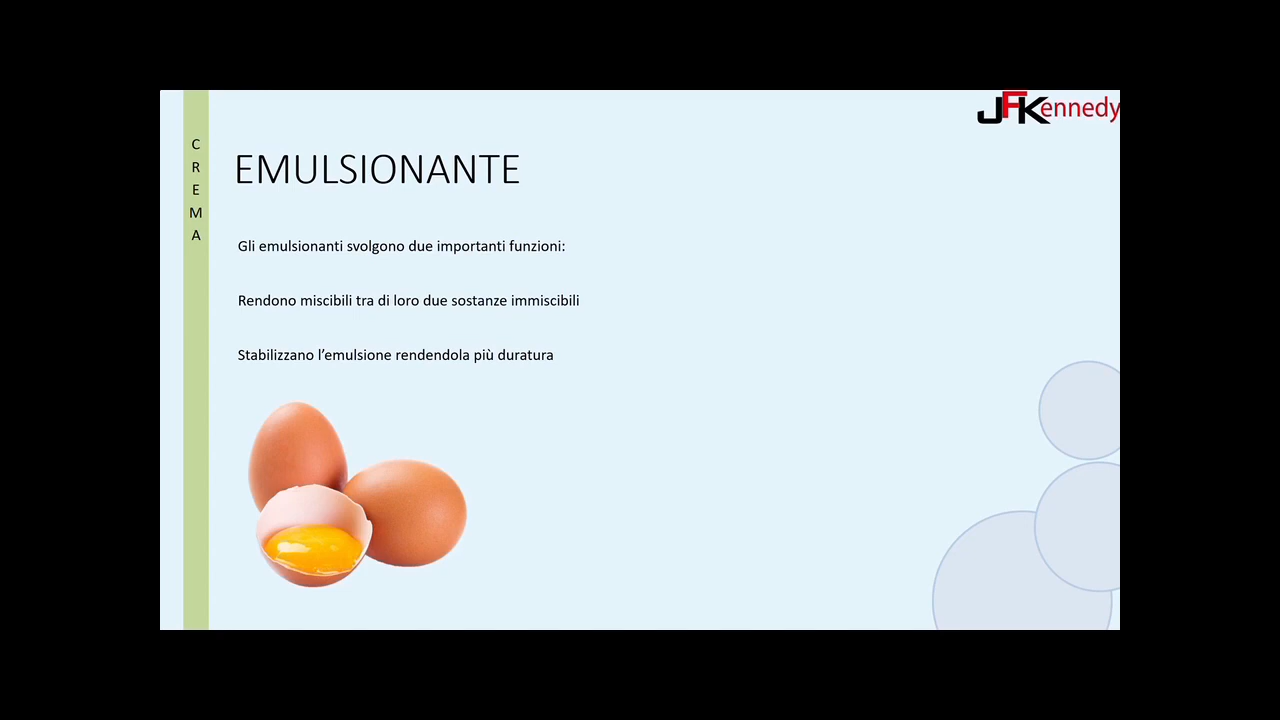 JFKennedy
C
R
E
M
A
EMULSIONANTE
Gli emulsionanti svolgono due importanti funzioni:
Rendono miscibili tra di loro due sostanze immiscibili
Stabilizzano l’emulsione rendendola più duratura